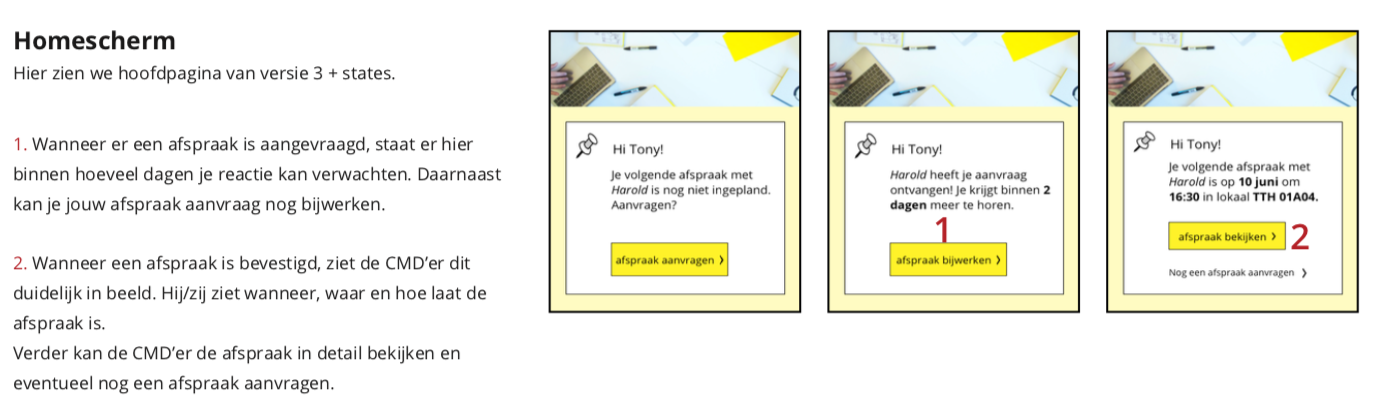 Homescherm
Hier zien we hoofdpagina van versie 3 + states.
1. Wanneer er een afspraak is aangevraagd, staat er hier
binnen hoeveel dagen je reactie kan verwachten. Daarnaast
kan je jouw afspraak aanvraag nog bijwerken.
2. Wanneer een afspraak is bevestigd, ziet de CMD’er dit
duidelijk in beeld. Hij/zij ziet wanneer, waar en hoe laat de
afspraak is.
Verder kan de CMD’er de afspraak in detail bekijken en
eventueel nog een afspraak aanvragen.
Hi Tony!
Je volgende afspraak met
Harold is nog niet ingepland.
Aanvragen?
afspraak aanvragen ❯
Hi Tony!
Harold heeft je aanvraag
ontvangen! Je krijgt binnen 2
dagen meer te horen.
1
afspraak bijwerken ❯
Hi Tony!
Je volgende afspraak met
Harold is op 10 juni om
16:30 in lokaal TTH 01A04.
afspraak bekijken ❯
2
Nog een afspraak aanvragen ❯